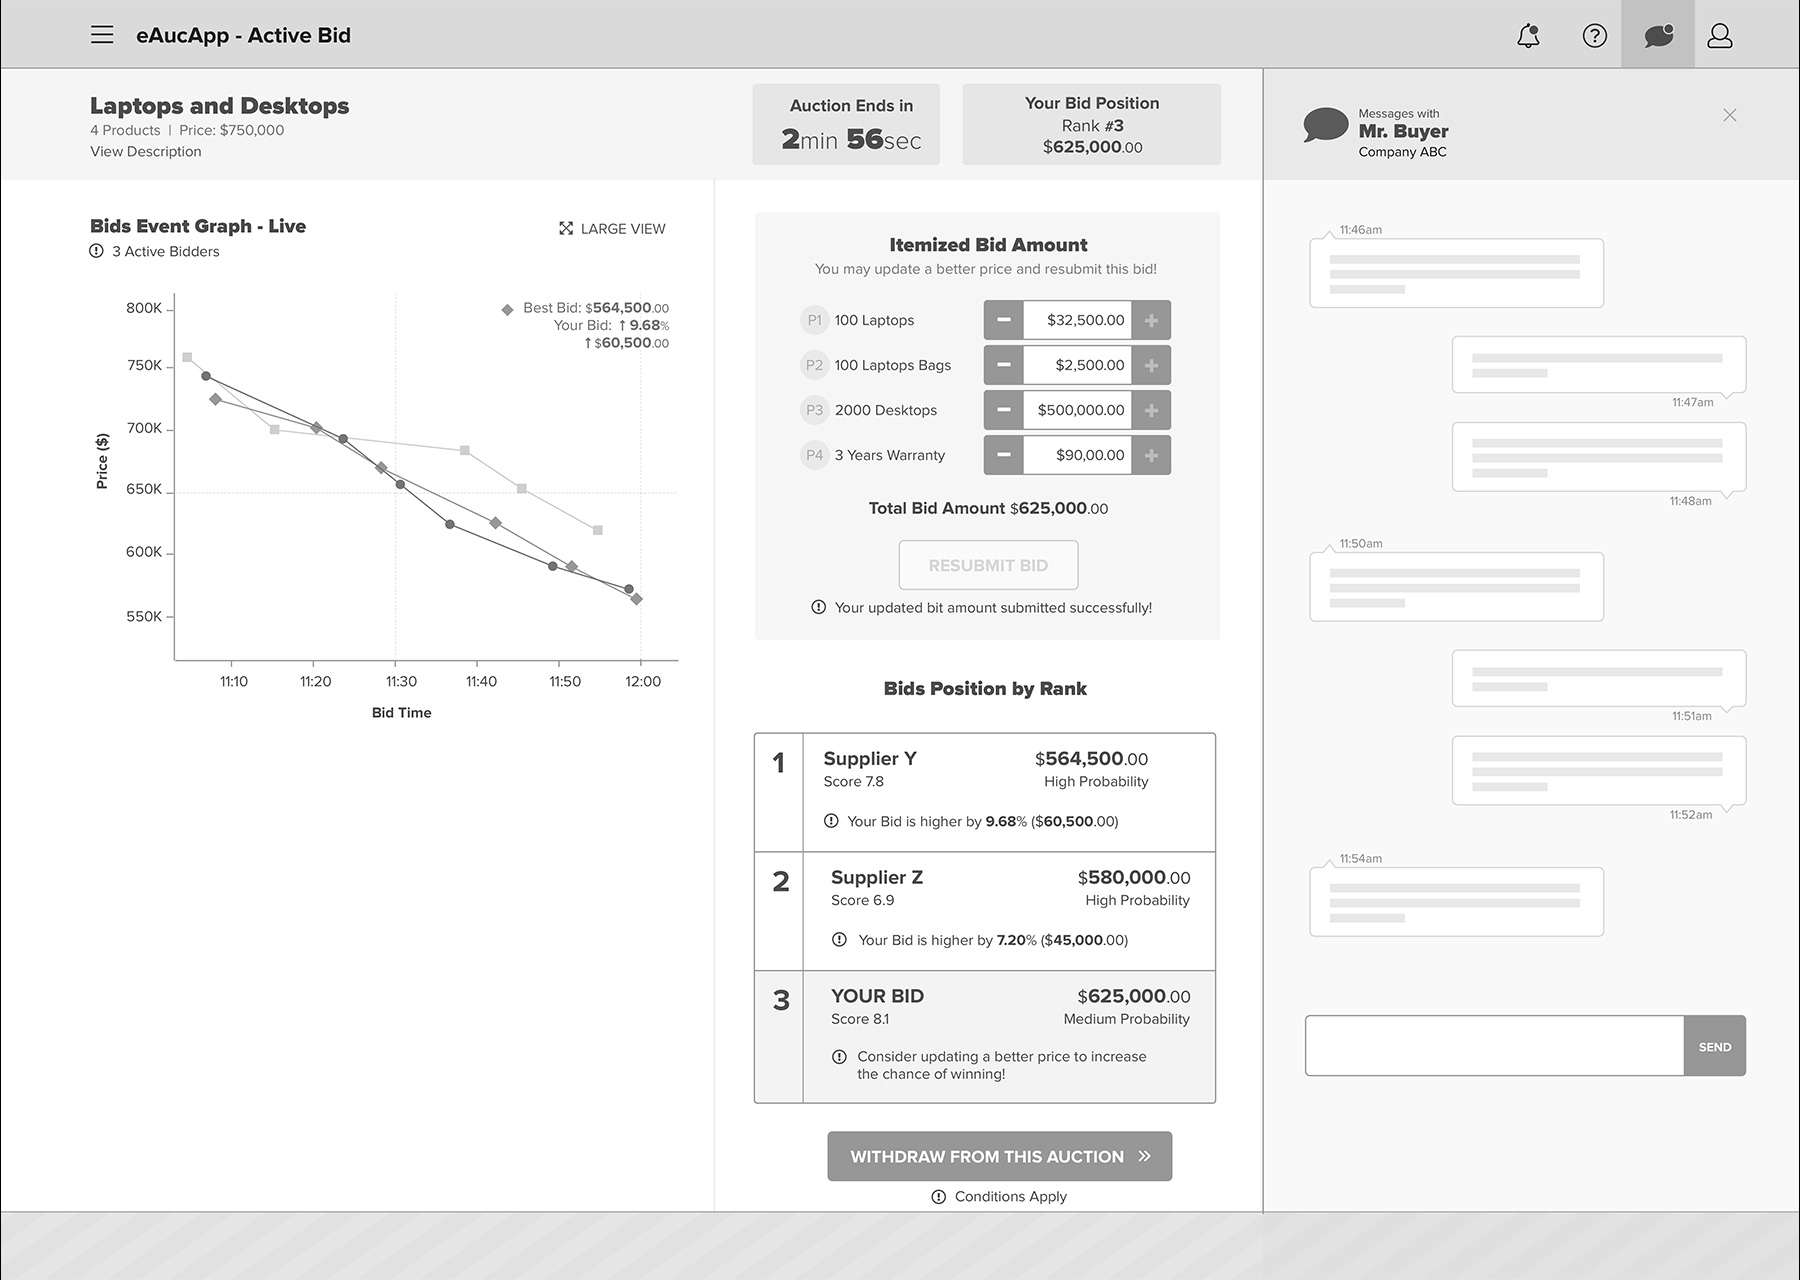 eAucApp - Active Bid
Laptops and Desktops
4 Products | Price: $750,000
View Description
Auction Ends in
2min 56sec
Your Bid Position
Rank #3
$625,000.00
Messages with
Mr. Buyer
Company ABC
Bids Event Graph - Live
3 Active Bidders
LARGE VIEW
Best Bid: $564,500.00
Your Bid: ↑ 9.68%
↑ $60,500.00
800K
750K
700K
650K
600K
550K
Price ($)
11:10
11:20
11:30
11:40
11:50
12:00
Bid Time
Itemized Bid Amount
You may update a better price and resubmit this bid!
P1 100 Laptops $32,500.00
P2 100 Laptops Bags $2,500.00
P3 2000 Desktops $500,000.00
P4 3 Years Warranty $90,00.00
Total Bid Amount $625,000.00
RESUBMIT BID
Your updated bit amount submitted successfully!
Bids Position by Rank
1 Supplier Y $564,500.00
Score 7.8 High Probability
Your Bid is higher by 9.68% ($60,500.00)
2 Supplier Z $580,000.00
Score 6.9 High Probability
Your Bid is higher by 7.20% ($45,000.00)
3 YOUR BID $625,000.00
Score 8.1 Medium Probability
Consider updating a better price to increase
the chance of winning!
WITHDRAW FROM THIS AUCTION »
Conditions Apply
11:46am
11:47am
11:48am
11:50am
11:51am
11:52am
11:54am
SEND